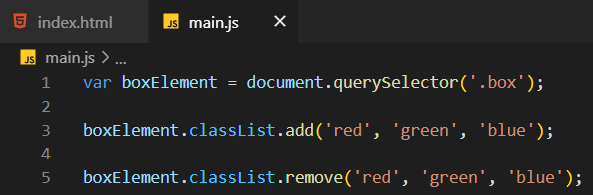 index.html main.js
main.js > ...
1 var boxElement = document.querySelector('.box');
2
3 boxElement.classList.add('red', 'green', 'blue');
4
5 boxElement.classList.remove('red', 'green', 'blue');